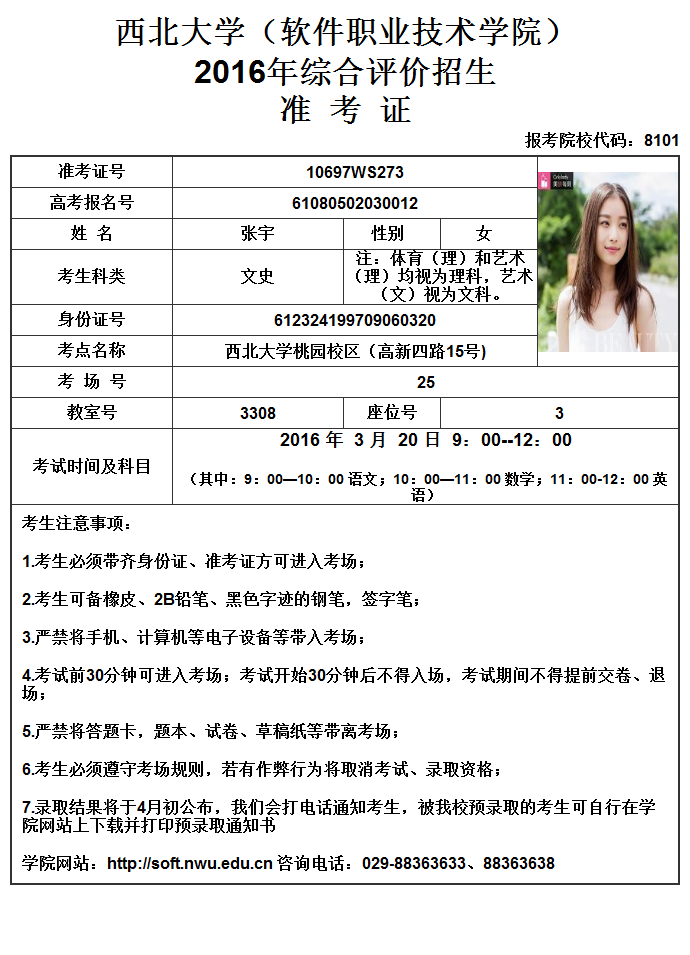 西北大学（软件职业技术学院）
2016年综合评价招生
准 考 证
报考院校代码：8101
准考证号 10697WS273
高考报名号 61080502030012
姓 名 张宇 性别 女
考生科类 文史 注：体育（理）和艺术
（理）均视为理科，艺术
（文）视为文科。
身份证号 612324199709060320
考点名称 西北大学桃园校区（高新四路15号)
考 场 号 25
教室号 3308 座位号 3
考试时间及科目 2016 年 3 月 20 日 9：00--12：00
（其中：9：00—10：00 语文；10：00—11：00 数学；11：00-12：00 英
语）
考生注意事项：
1.考生必须带齐身份证、准考证方可进入考场；
2.考生可备橡皮、2B铅笔、黑色字迹的钢笔，签字笔；
3.严禁将手机、计算机等电子设备等带入考场；
4.考试前30分钟可进入考场；考试开始30分钟后不得入场，考试期间不得提前交卷、退
场；
5.严禁将答题卡，题本、试卷、草稿纸等带离考场；
6.考生必须遵守考场规则，若有作弊行为将取消考试、录取资格；
7.录取结果将于4月初公布，我们会打电话通知考生，被我校预录取的考生可自行在学
院网站上下载并打印预录取通知书
学院网站：http://soft.nwu.edu.cn 咨询电话：029-88363633、88363638
BEAUTY